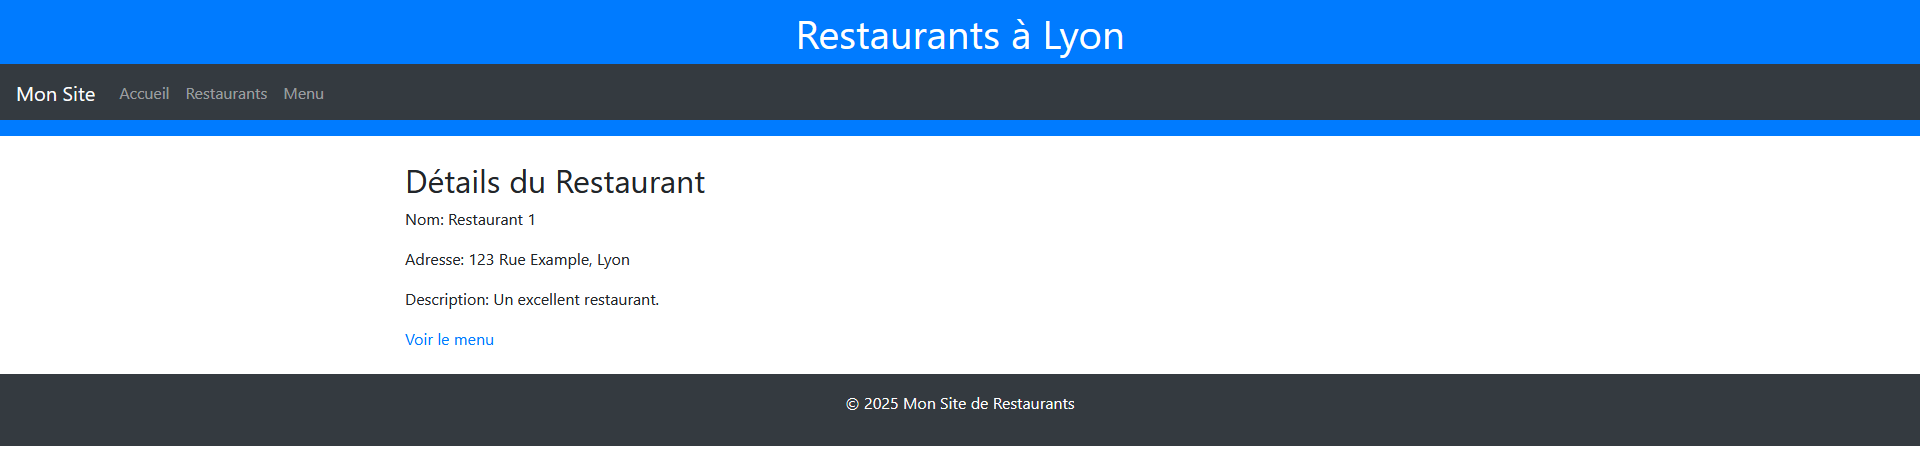 Restaurants à Lyon
Mon Site Accueil Restaurants Menu
Détails du Restaurant
Nom: Restaurant 1
Adresse: 123 Rue Example, Lyon
Description: Un excellent restaurant.
Voir le menu
© 2025 Mon Site de Restaurants